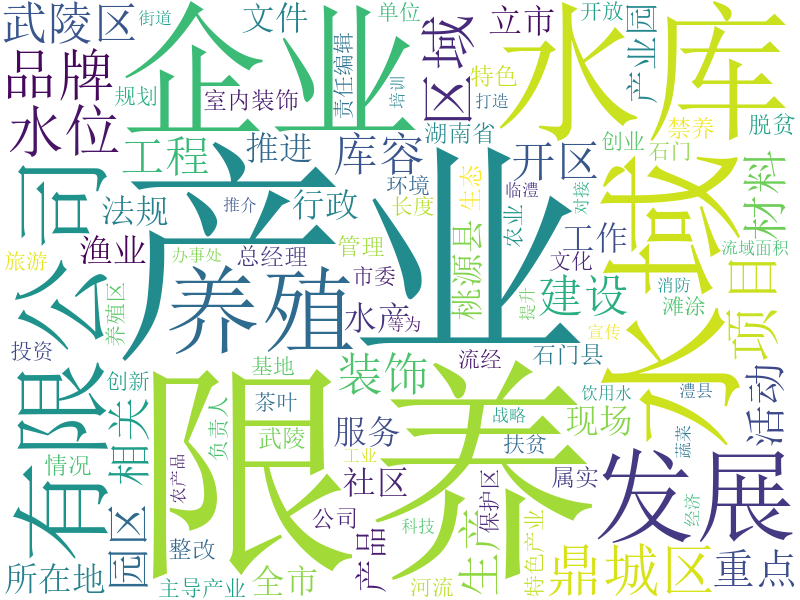 武陵区
街道
文件
单位
立市
开放
品牌
企业
责任编辑
区域
特色
产业园
水库
规划
室内装饰
培训
打造
水位
湖南省
禁养
脱贫
工程
推进
库容
开区
创业
石门
有限公司
产业
法规
行政
环境
长度
生态
临澧
对接
水域
材料
渔业
推介
桃源县
农业
工作
流域面积
旅游
办事处
总经理
管理
文化
养殖
市委
建设
消防
滩涂
项目
养殖区
水产
等为
提升
宣传
投资
基地
流经
石门县
创新
装饰
限养
茶叶
饮用水
澧县
活动
相关
负责人
武陵
服务
战略
现场
情况
扶贫
蔬菜
发展
园区
农产品
工业
社区
保护区
属实
整改
公司
产品
科技
生产
特色产业
经济
所在地
主导产业
全市
河流
鼎城区
重点